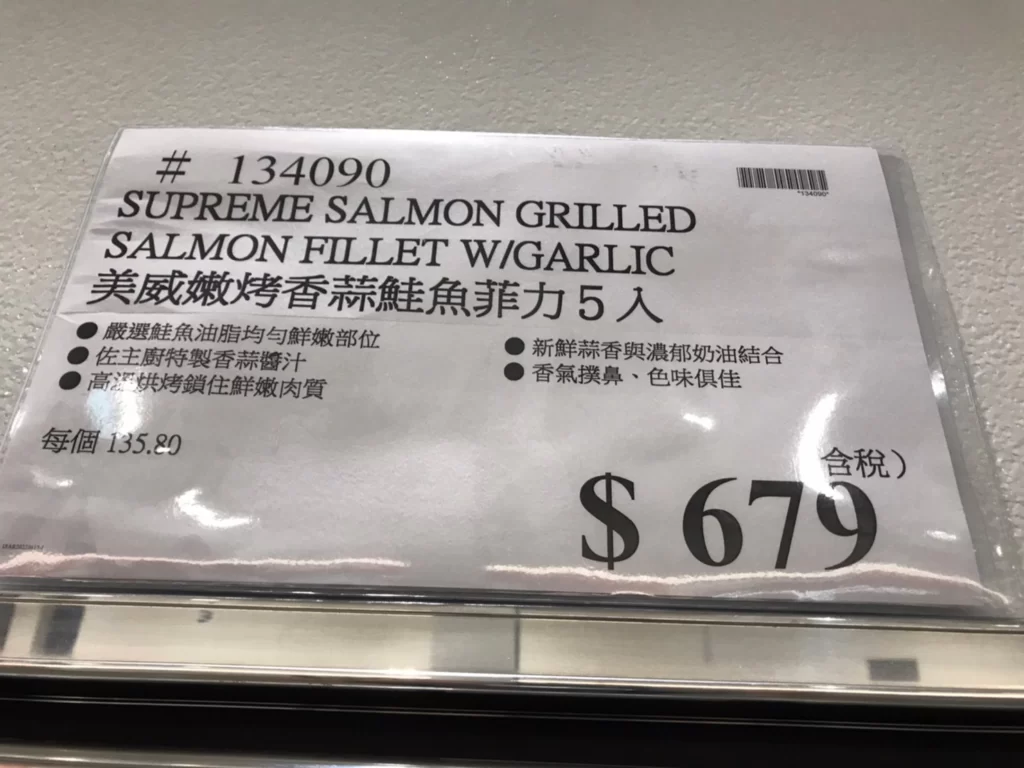 # 134090
*134090*
SUPREME SALMON GRILLED
SALMON FILLET W/GARLIC
美威嫩烤香蒜鮭魚菲力5入
● 嚴選鮭魚油脂均勻鮮嫩部位
● 佐主廚特製香蒜醬汁
● 高溫烘烤鎖住鮮嫩肉質
● 新鮮蒜香與濃郁奶油結合
● 香氣撲鼻、色味俱佳
每個 135.80
含稅)
$ 679